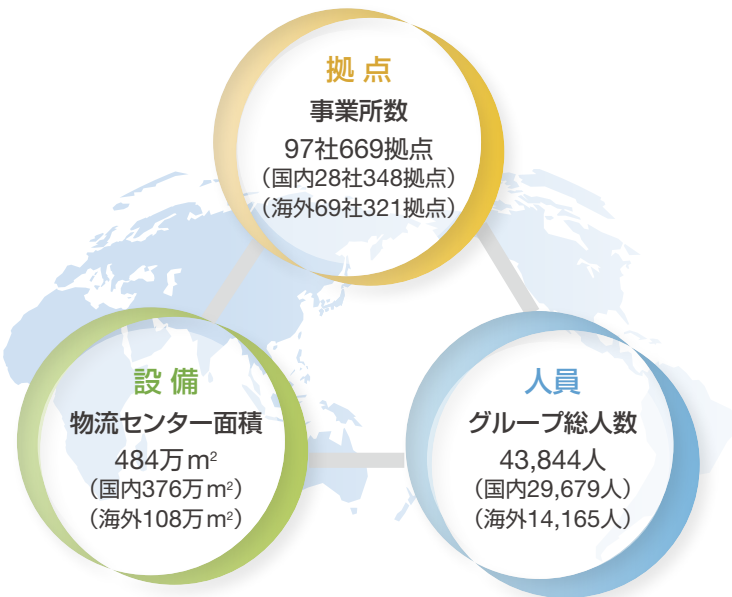 拠 点
事業所数
97社669拠点
（国内28社348拠点）
（海外69社321拠点）
設 備
物流センター面積
484万m²
（国内376万m²）
（海外108万m²）
人員
グループ総人数
43,844人
（国内29,679人）
（海外14,165人）